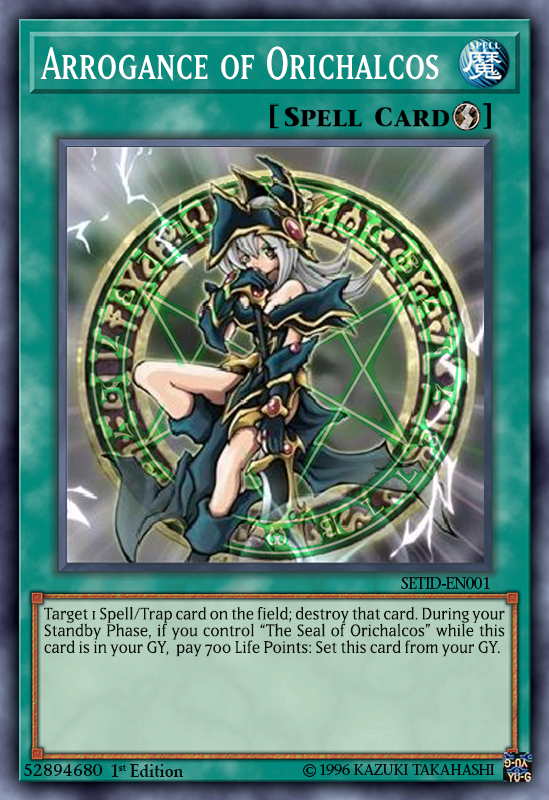 ARROGANCE OF ORICHALCOS
SPELL
魔
[SPELL CARD]
SETID-EN001
Target 1 Spell/Trap card on the field; destroy that card. During your
Standby Phase, if you control “The Seal of Orichalcos” while this
card is in your GY,  pay 700 Life Points: Set this card from your GY.
52894680 1st Edition
© 1996 KAZUKI TAKAHASHI
YU-G